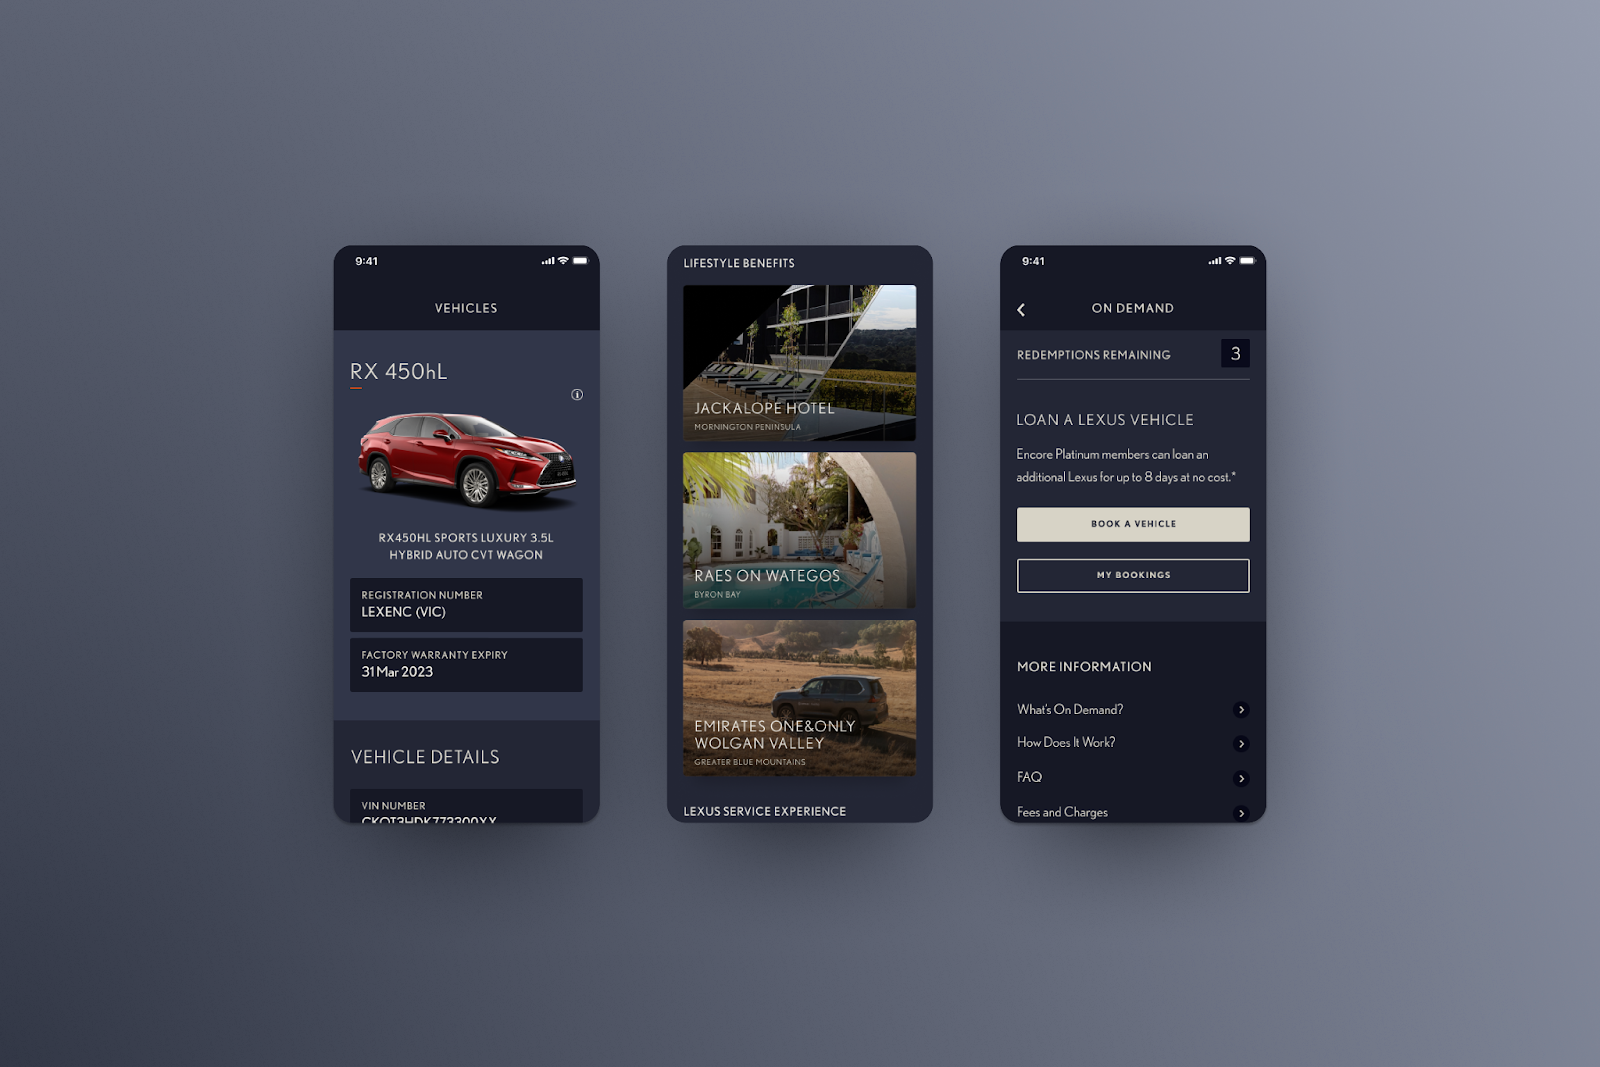 9:41
VEHICLES
RX 450hL
RX450HL SPORTS LUXURY 3.5L
HYBRID AUTO CVT WAGON
REGISTRATION NUMBER
LEXENC (VIC)
FACTORY WARRANTY EXPIRY
31 Mar 2023
VEHICLE DETAILS
VIN NUMBER
LIFESTYLE BENEFITS
JACKALOPE HOTEL
MORNINGTON PENINSULA
RAES ON WATEGOS
BYRON BAY
EMIRATES ONE&ONLY
WOLGAN VALLEY
GREATER BLUE MOUNTAINS
LEXUS SERVICE EXPERIENCE
9:41
ON DEMAND
REDEMPTIONS REMAINING
3
LOAN A LEXUS VEHICLE
Encore Platinum members can loan an
additional Lexus for up to 8 days at no cost.*
BOOK A VEHICLE
MY BOOKINGS
MORE INFORMATION
What's On Demand?
How Does It Work?
FAQ
Fees and Charges